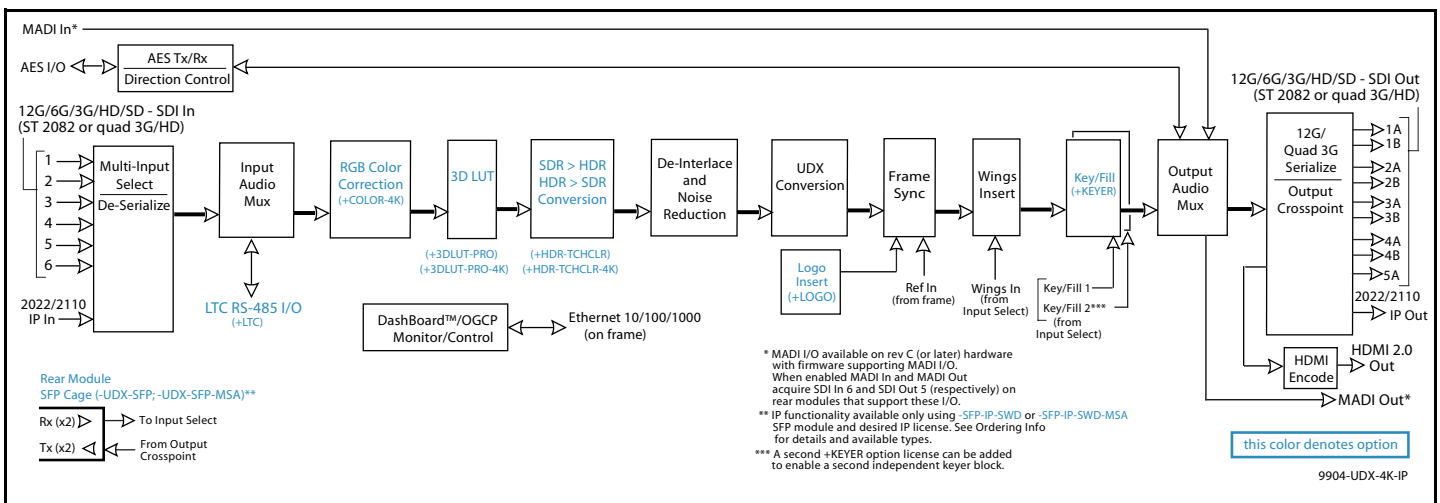 MADI In*
AES I/O
AES Tx/Rx
Direction Control
12G/6G/3G/HD/SD - SDI In
(ST 2082 or quad 3G/HD)
1
2
3
4
5
6
2022/2110
IP In
Multi-Input
Select
De-Serialize
Input
Audio
Mux
LTC RS-485 I/O
(+LTC)
RGB Color
Correction
(+COLOR-4K)
3D LUT
(+3DLUT-PRO)
(+3DLUT-PRO-4K)
SDR > HDR
HDR > SDR
Conversion
(+HDR-TCHCLR)
(+HDR-TCHCLR-4K)
De-Interlace
and
Noise
Reduction
UDX
Conversion
Logo
Insert
(+LOGO)
Frame
Sync
Ref In
(from frame)
Wings
Insert
Wings In
(from
Input Select)
Key/Fill
(+KEYER)
Key/Fill 1
Key/Fill 2***
(from
Input Select)
Output
Audio
Mux
12G/6G/3G/HD/SD - SDI Out
(ST 2082 or quad 3G/HD)
12G/
Quad 3G
Serialize
Output
Crosspoint
1A
1B
2A
2B
3A
3B
4A
4B
5A
2022/2110
IP Out
HDMI
Encode
HDMI 2.0
Out
MADI Out*
DashBoard™/OGCP
Monitor/Control
Ethernet 10/100/1000
(on frame)
Rear Module
SFP Cage (-UDX-SFP; -UDX-SFP-MSA)**
Rx (x2)
To Input Select
Tx (x2)
From Output
Crosspoint
* MADI I/O available on rev C (or later) hardware
with firmware supporting MADI I/O.
When enabled MADI In and MADI Out
acquire SDI In 6 and SDI Out 5 (respectively) on
rear modules that support these I/O.
** IP functionality available only using -SFP-IP-SWD or -SFP-IP-SWD-MSA
SFP module and desired IP license. See Ordering Info
for details and available types.
*** A second +KEYER option license can be added
to enable a second independent keyer block.
this color denotes option
9904-UDX-4K-IP